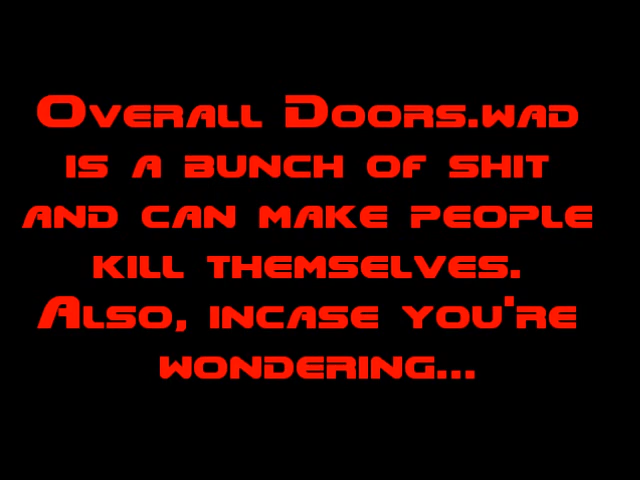 Overall Doors.wad
is a bunch of shit
and can make people
kill themselves.
Also, incase you're
wondering...